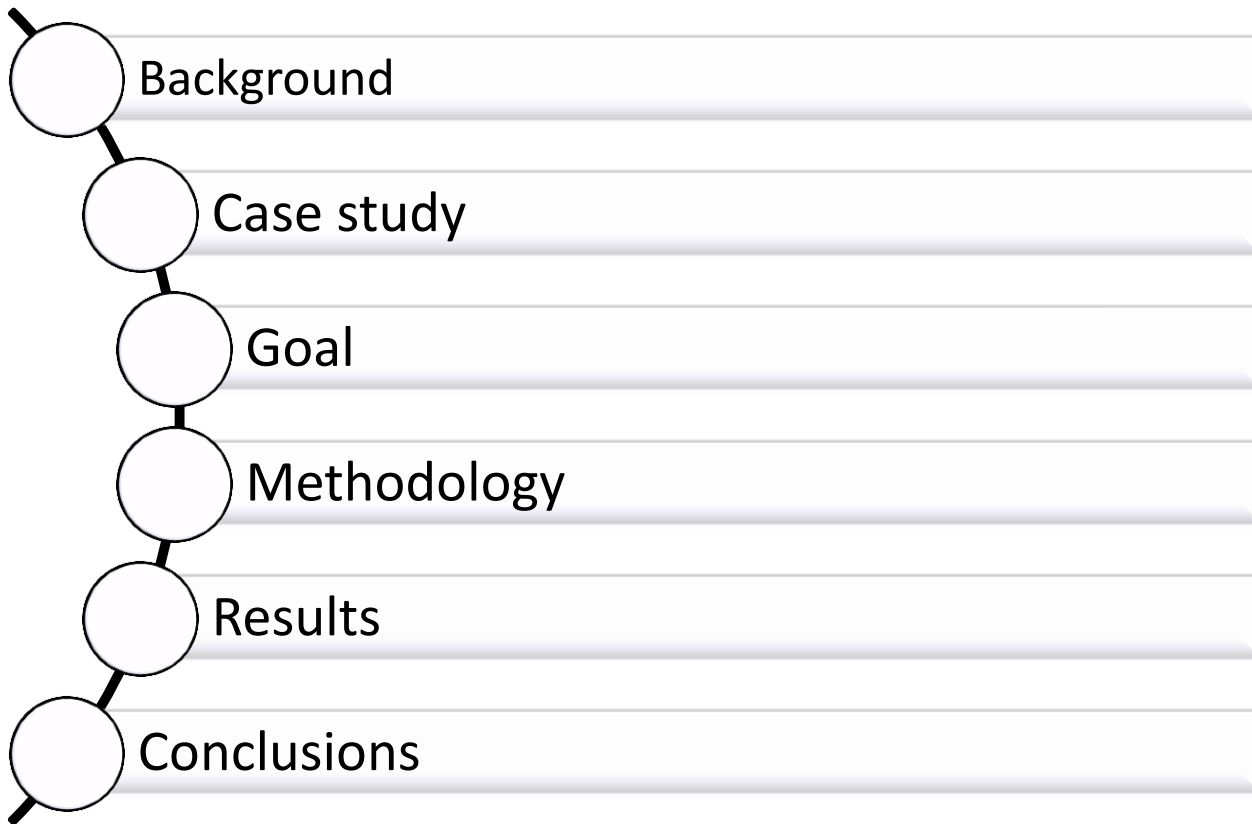 Background
Case study
Goal
Methodology
Results
Conclusions